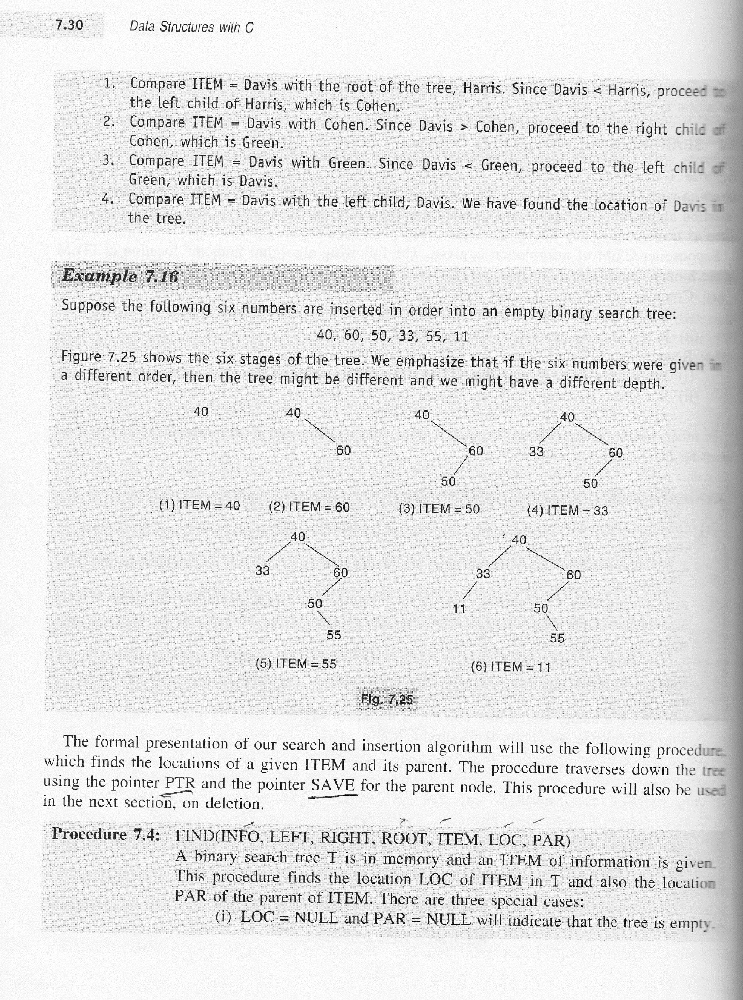 7.30 Data Structures with C
1. Compare ITEM = Davis with the root of the tree, Harris. Since Davis < Harris, proceed to
the left child of Harris, which is Cohen.
2. Compare ITEM = Davis with Cohen. Since Davis > Cohen, proceed to the right child of
Cohen, which is Green.
3. Compare ITEM = Davis with Green. Since Davis < Green, proceed to the left child of
Green, which is Davis.
4. Compare ITEM = Davis with the left child, Davis. We have found the location of Davis in
the tree.
Example 7.16
Suppose the following six numbers are inserted in order into an empty binary search tree:
40, 60, 50, 33, 55, 11
Figure 7.25 shows the six stages of the tree. We emphasize that if the six numbers were given in
a different order, then the tree might be different and we might have a different depth.
40 40 40 40
60 60 33 60
50 50
(1) ITEM = 40 (2) ITEM = 60 (3) ITEM = 50 (4) ITEM = 33
40 40
33 60 33 60
50 11 50
55 55
(5) ITEM = 55 (6) ITEM = 11
Fig. 7.25
The formal presentation of our search and insertion algorithm will use the following procedure,
which finds the locations of a given ITEM and its parent. The procedure traverses down the tree
using the pointer PTR and the pointer SAVE for the parent node. This procedure will also be used
in the next section, on deletion.
Procedure 7.4: FIND(INFO, LEFT, RIGHT, ROOT, ITEM, LOC, PAR)
A binary search tree T is in memory and an ITEM of information is given.
This procedure finds the location LOC of ITEM in T and also the location
PAR of the parent of ITEM. There are three special cases:
(i) LOC = NULL and PAR = NULL will indicate that the tree is empty.